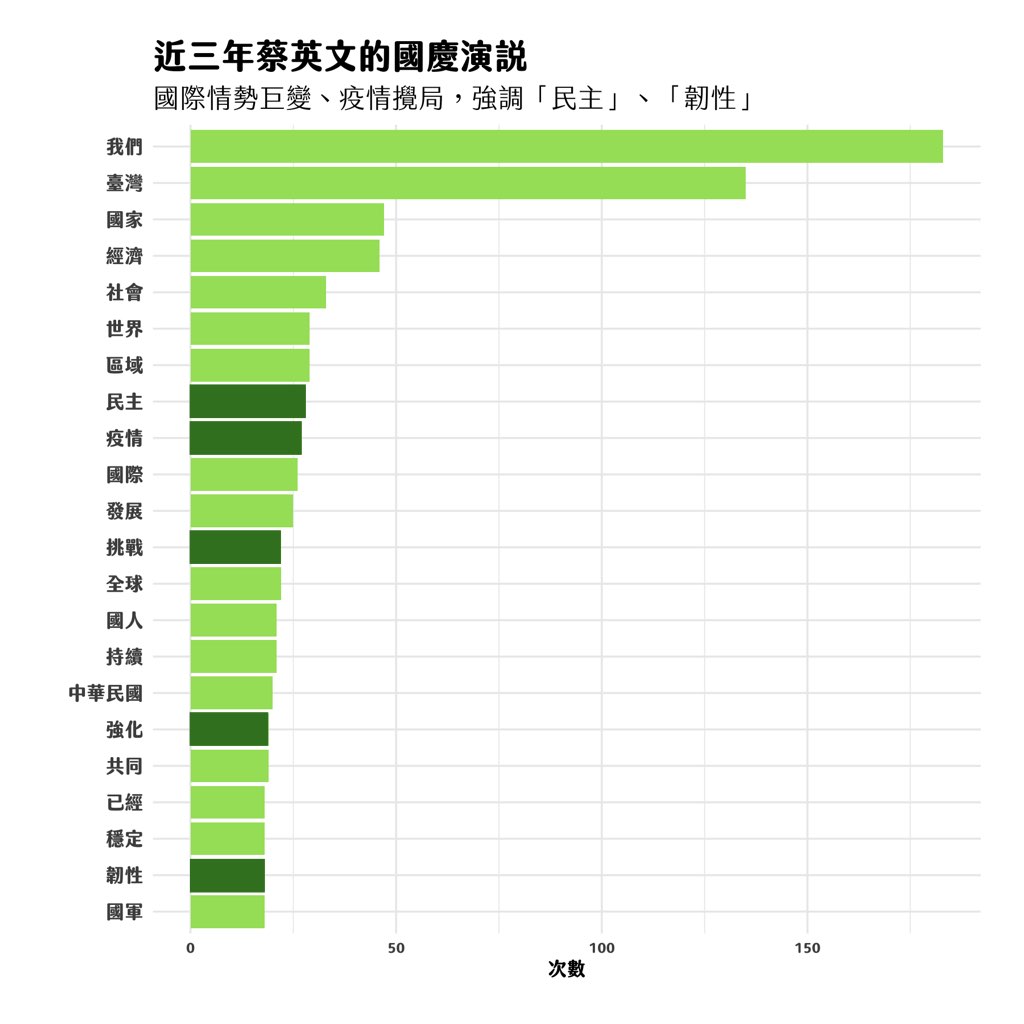 近三年蔡英文的國慶演説
國際情勢巨變、疫情攪局，強調「民主」、「韌性」
我們
臺灣
國家
經濟
社會
世界
區域
民主
疫情
國際
發展
挑戰
全球
國人
持續
中華民國
強化
共同
已經
穩定
韌性
國軍
0 50 100 150
次數